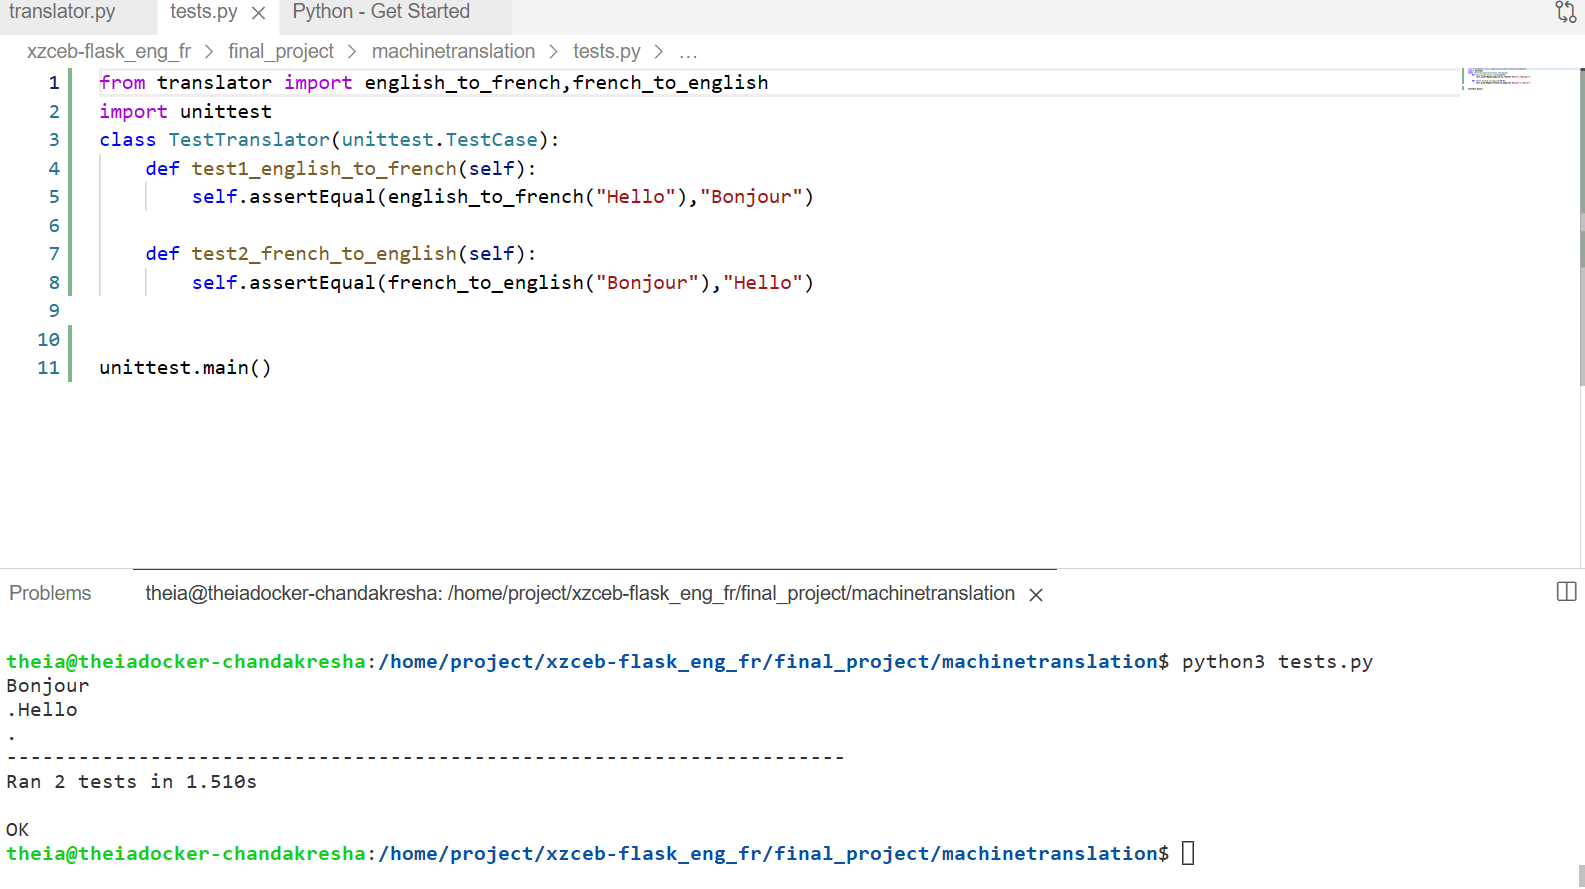 translator.py tests.py Python - Get Started
xzceb-flask_eng_fr > final_project > machinetranslation > tests.py > ...
1 from translator import english_to_french,french_to_english
2 import unittest
3 class TestTranslator(unittest.TestCase):
4 def test1_english_to_french(self):
5 self.assertEqual(english_to_french("Hello"),"Bonjour")
6
7 def test2_french_to_english(self):
8 self.assertEqual(french_to_english("Bonjour"),"Hello")
9
10
11 unittest.main()
Problems theia@theiadocker-chandakresha: /home/project/xzceb-flask_eng_fr/final_project/machinetranslation
theia@theiadocker-chandakresha:/home/project/xzceb-flask_eng_fr/final_project/machinetranslation$ python3 tests.py
Bonjour
.Hello
.
----------------------------------------------------------------------
Ran 2 tests in 1.510s
OK
theia@theiadocker-chandakresha:/home/project/xzceb-flask_eng_fr/final_project/machinetranslation$